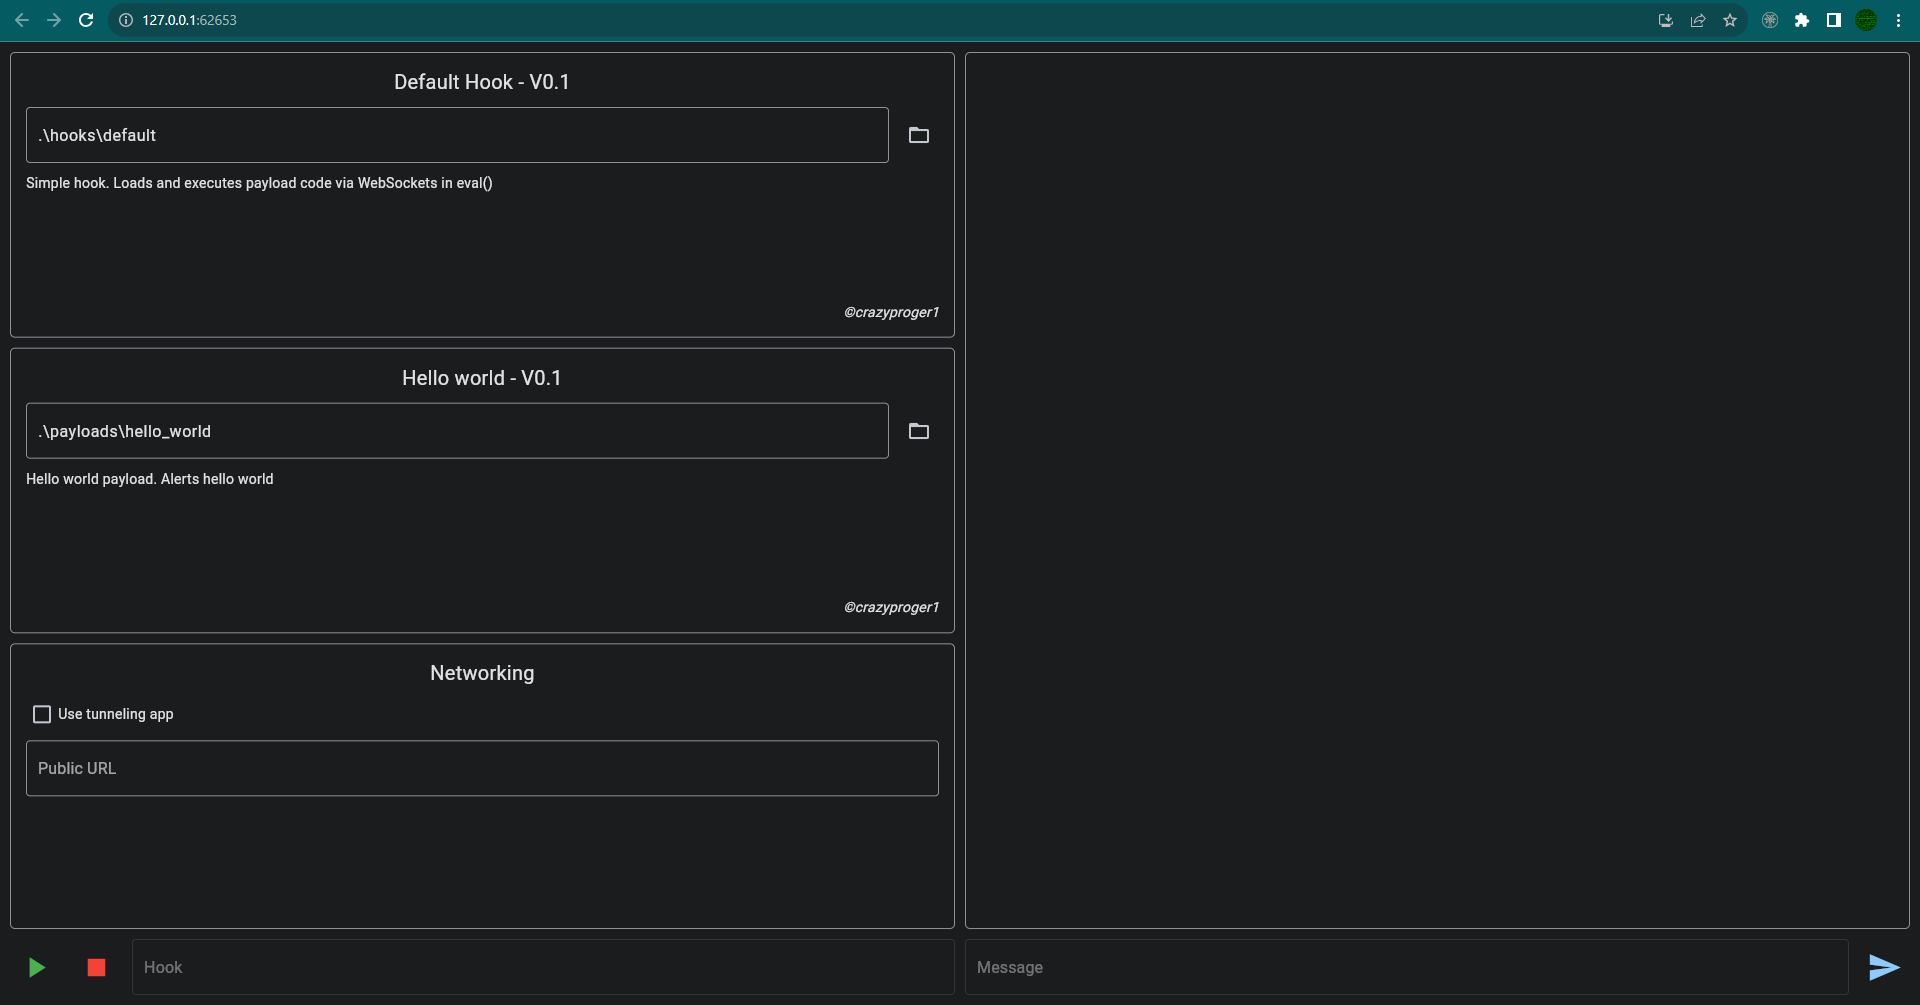 127.0.0.1:62653
Default Hook - V0.1
.\hooks\default
Simple hook. Loads and executes payload code via WebSockets in eval()
©crazyproger1
Hello world - V0.1
.\payloads\hello_world
Hello world payload. Alerts hello world
©crazyproger1
Networking
Use tunneling app
Public URL
Hook
Message